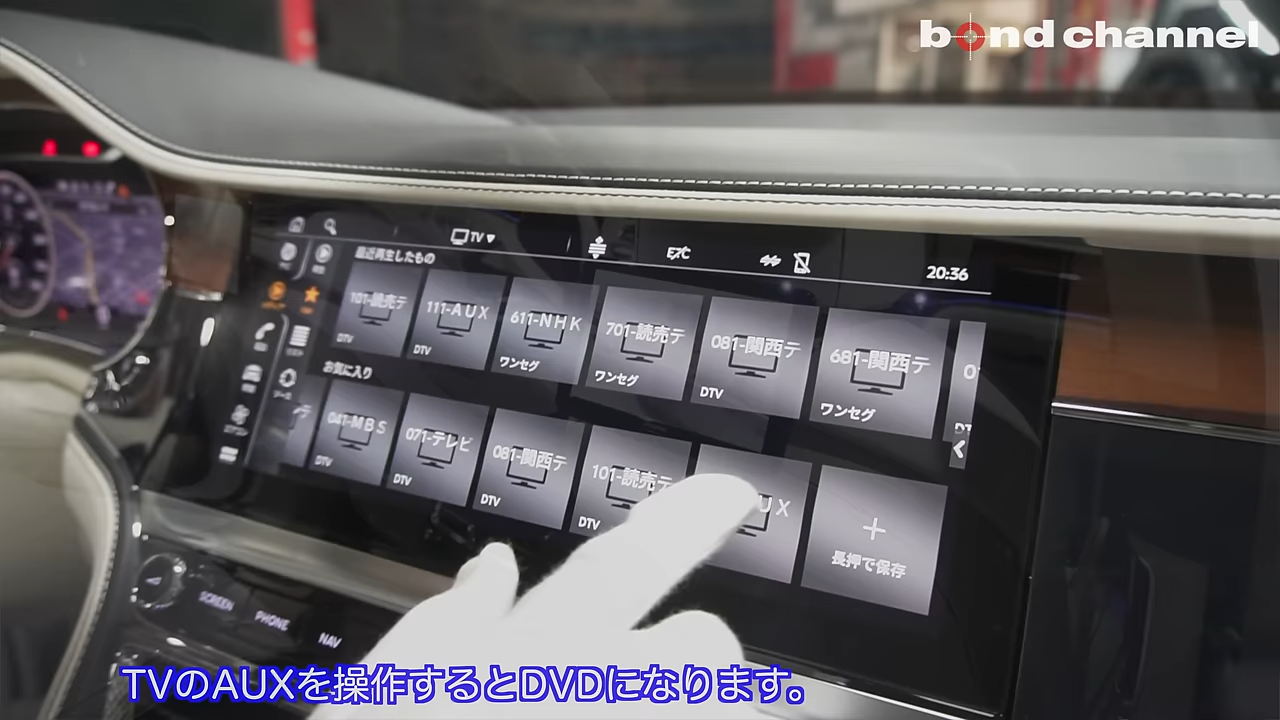 bond channel
TV
ETC
20:36
最近再生したもの
101-読売テ
DTV
111-AUX
DTV
611-NHK
ワンセグ
701-読売テ
ワンセグ
081-関西テ
DTV
681-関西テ
ワンセグ
お気に入り
041-MBS
DTV
071-テレビ
DTV
081-関西テ
DTV
101-読売テ
DTV
UX
長押で保存
SCREEN
PHONE
NAV
TVのAUXを操作するとDVDになります。